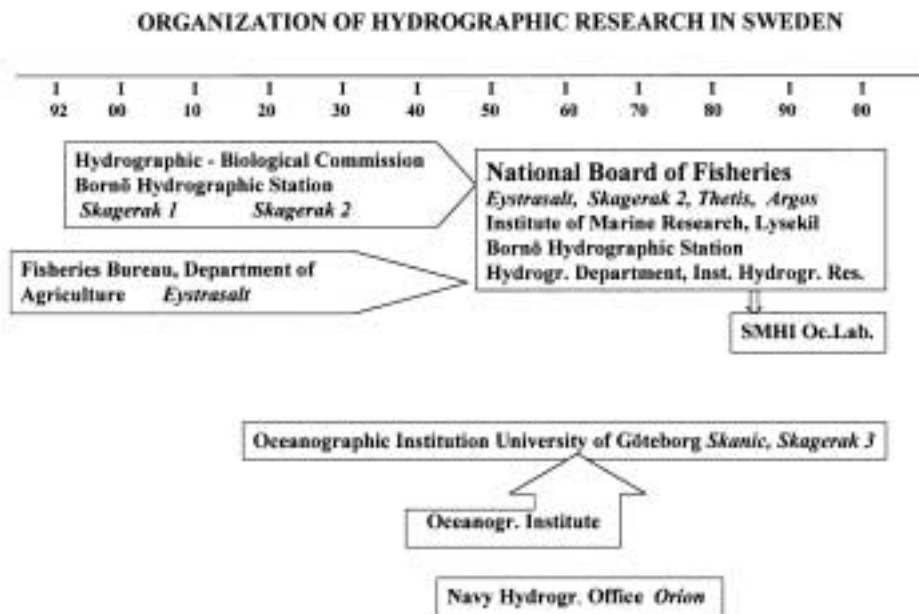 ORGANIZATION OF HYDROGRAPHIC RESEARCH IN SWEDEN
I I I I I I I I I I I I
92 00 10 20 30 40 50 60 70 80 90 00
Hydrographic - Biological Commission
Bornö Hydrographic Station
Skagerak 1 Skagerak 2
National Board of Fisheries
Eystrasalt, Skagerak 2, Thetis, Argos
Institute of Marine Research, Lysekil
Bornö Hydrographic Station
Hydrogr. Department, Inst. Hydrogr. Res.
Fisheries Bureau, Department of
Agriculture Eystrasalt
SMHI Oc.Lab.
Oceanographic Institution University of Göteborg Skanic, Skagerak 3
Oceanogr. Institute
Navy Hydrogr. Office Orion